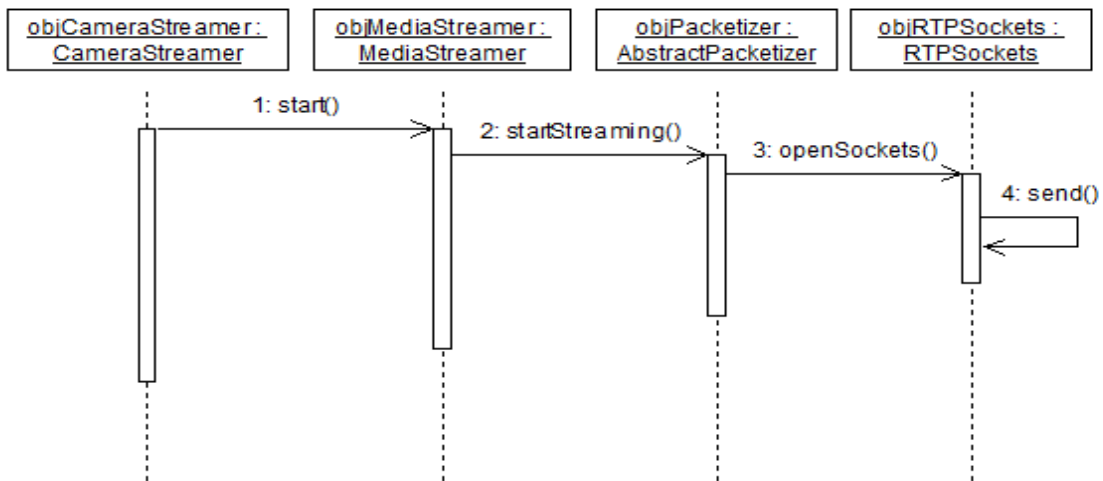 objCameraStreamer :
CameraStreamer
objMediaStreamer :
MediaStreamer
objPacketizer :
AbstractPacketizer
objRTPSockets :
RTPSockets
1: start()
2: startStreaming()
3: openSockets()
4: send()